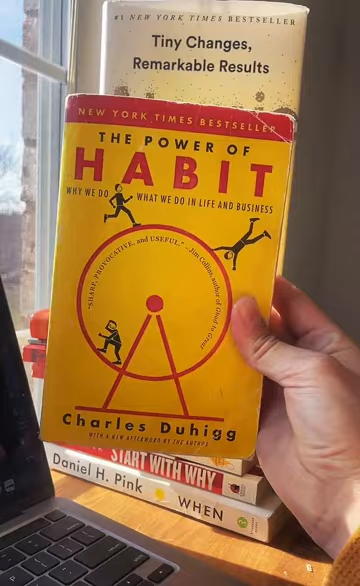 #1 NEW YORK TIMES BESTSELLER
Tiny Changes,
Remarkable Results
NEW YORK TIMES BESTSELLER
THE POWER OF
HABIT
WHY WE DO WHAT WE DO IN LIFE AND BUSINESS
"SHARP, PROVOCATIVE, and USEFUL." - Jim Collins, author of Good to Great
Charles Duhigg
WITH A NEW AFTERWORD BY THE AUTHOR
START WITH WHY
Daniel H. Pink WHEN